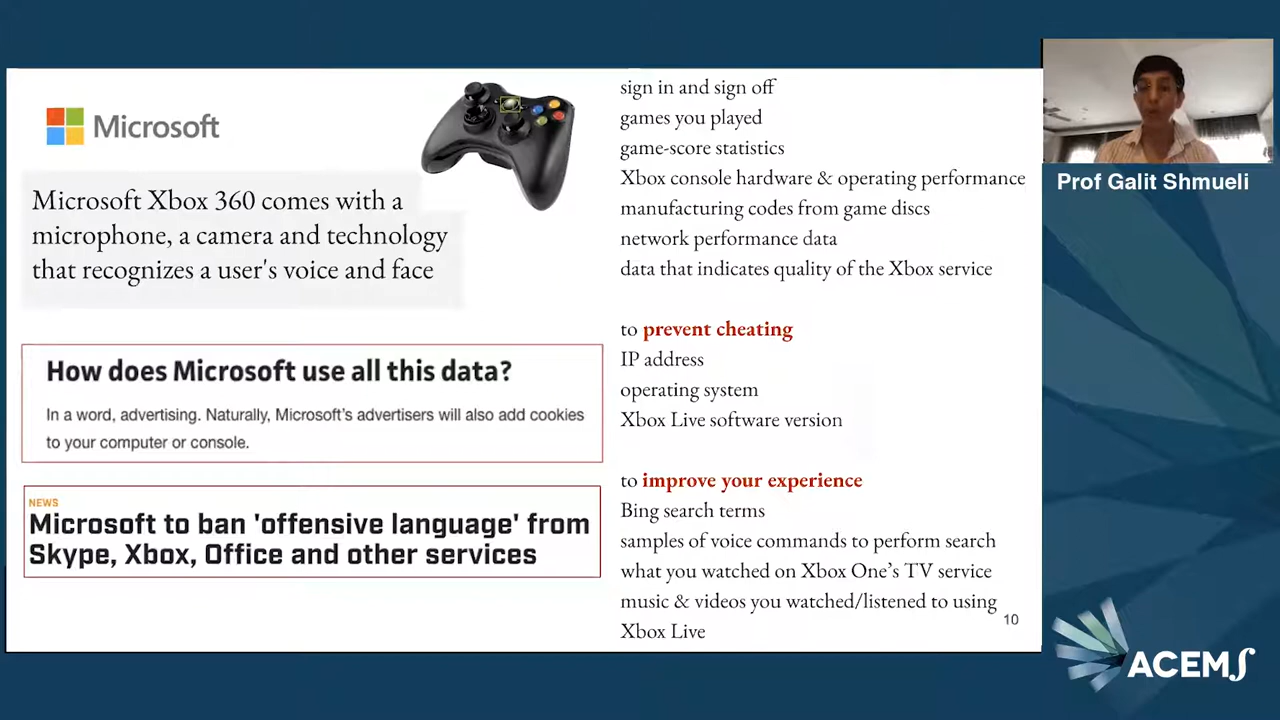 Microsoft
Microsoft Xbox 360 comes with a
microphone, a camera and technology
that recognizes a user's voice and face
How does Microsoft use all this data?
In a word, advertising. Naturally, Microsoft's advertisers will also add cookies
to your computer or console.
NEWS
Microsoft to ban 'offensive language' from
Skype, Xbox, Office and other services
sign in and sign off
games you played
game-score statistics
Xbox console hardware & operating performance
manufacturing codes from game discs
network performance data
data that indicates quality of the Xbox service
to prevent cheating
IP address
operating system
Xbox Live software version
to improve your experience
Bing search terms
samples of voice commands to perform search
what you watched on Xbox One's TV service
music & videos you watched/listened to using
Xbox Live
10
Prof Galit Shmueli
ACEMS